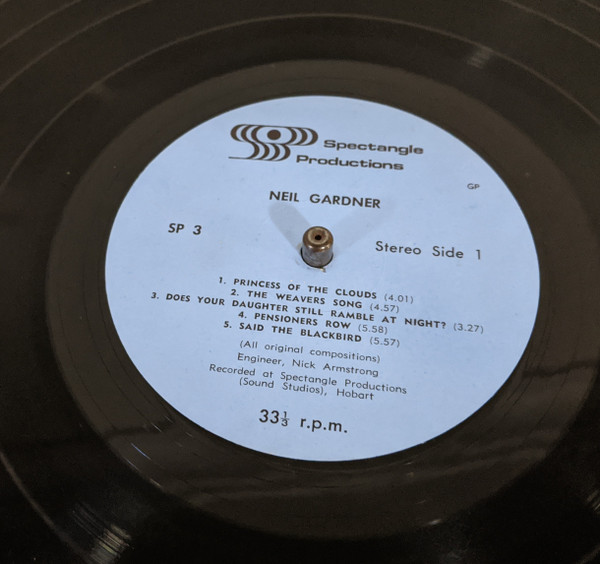 Spectangle
Productions
GP
NEIL GARDNER
SP 3
Stereo Side 1
1. PRINCESS OF THE CLOUDS (4.01)
2. THE WEAVERS SONG (4.57)
3. DOES YOUR DAUGHTER STILL RAMBLE AT NIGHT? (3.27)
4. PENSIONERS ROW (5.58)
5. SAID THE BLACKBIRD (5.57)
(All original compositions)
Engineer, Nick Armstrong
Recorded at Spectangle Productions
(Sound Studios), Hobart
33⅓ r.p.m.